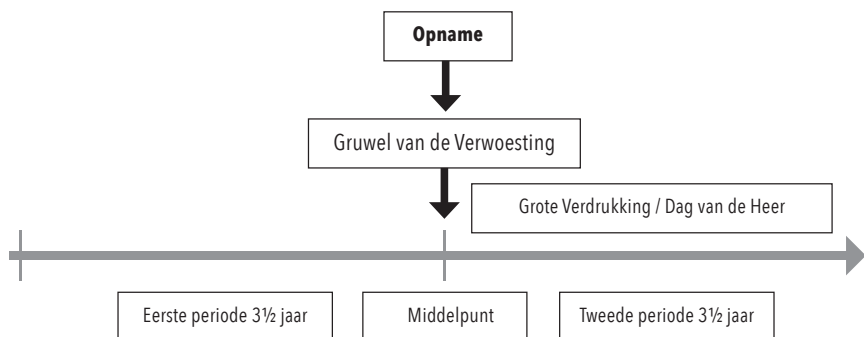 Opname
Gruwel van de Verwoesting
Grote Verdrukking / Dag van de Heer
Eerste periode 3½ jaar
Middelpunt
Tweede periode 3½ jaar